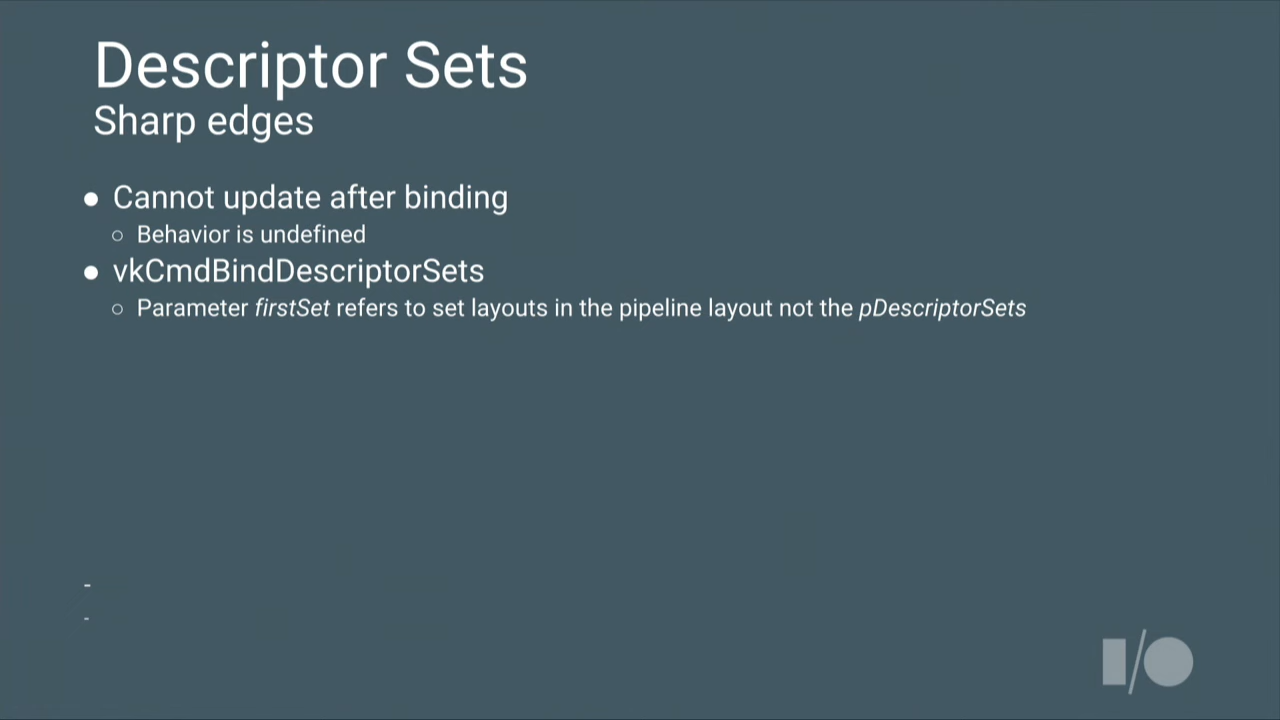 Descriptor Sets
Sharp edges
● Cannot update after binding
○ Behavior is undefined
● vkCmdBindDescriptorSets
○ Parameter firstSet refers to set layouts in the pipeline layout not the pDescriptorSets
-
-
I/O